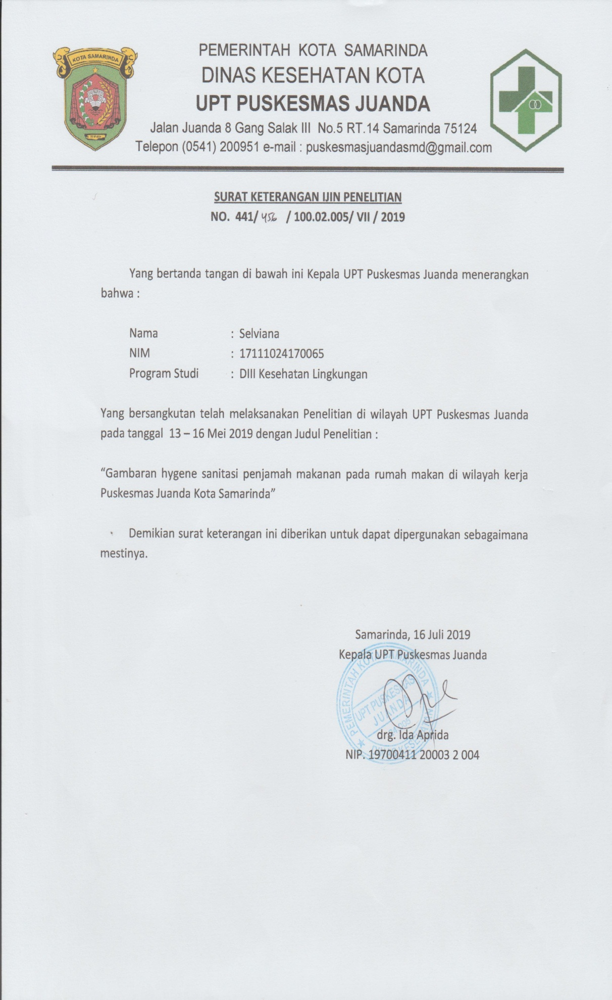 KOTA SAMARINDA
PEMERINTAH KOTA SAMARINDA
DINAS KESEHATAN KOTA
UPT PUSKESMAS JUANDA
Jalan Juanda 8 Gang Salak III No.5 RT.14 Samarinda 75124
Telepon (0541) 200951 e-mail : puskesmasjuandasmd@gmail.com
SURAT KETERANGAN IJIN PENELITIAN
NO. 441/ 456 / 100.02.005/ VII / 2019
Yang bertanda tangan di bawah ini Kepala UPT Puskesmas Juanda menerangkan
bahwa :
Nama : Selviana
NIM : 17111024170065
Program Studi : DIII Kesehatan Lingkungan
Yang bersangkutan telah melaksanakan Penelitian di wilayah UPT Puskesmas Juanda
pada tanggal 13 – 16 Mei 2019 dengan Judul Penelitian :
“Gambaran hygene sanitasi penjamah makanan pada rumah makan di wilayah kerja
Puskesmas Juanda Kota Samarinda”
Demikian surat keterangan ini diberikan untuk dapat dipergunakan sebagaimana
mestinya.
Samarinda, 16 Juli 2019
Kepala UPT Puskesmas Juanda
PEMERINTAH KOTA SAMARINDA
UPT PUSKESMAS
JUANDA
drg. Ida Aprida
NIP. 19700411 20003 2 004